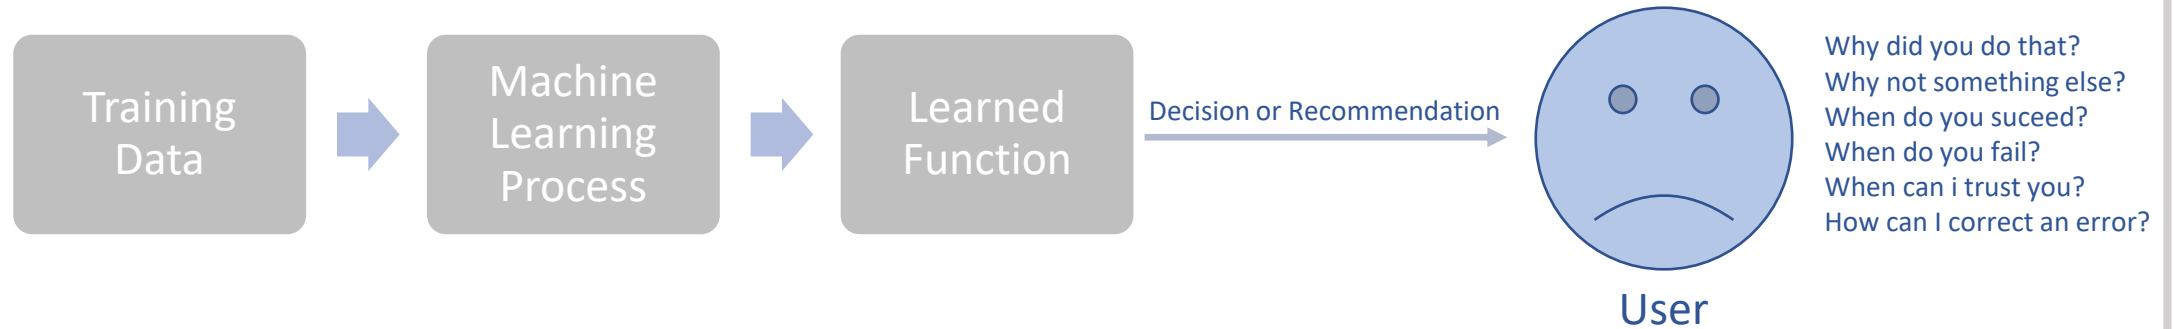 Training
Data
Machine
Learning
Process
Learned
Function
Decision or Recommendation
Why did you do that?
Why not something else?
When do you suceed?
When do you fail?
When can i trust you?
How can I correct an error?
User